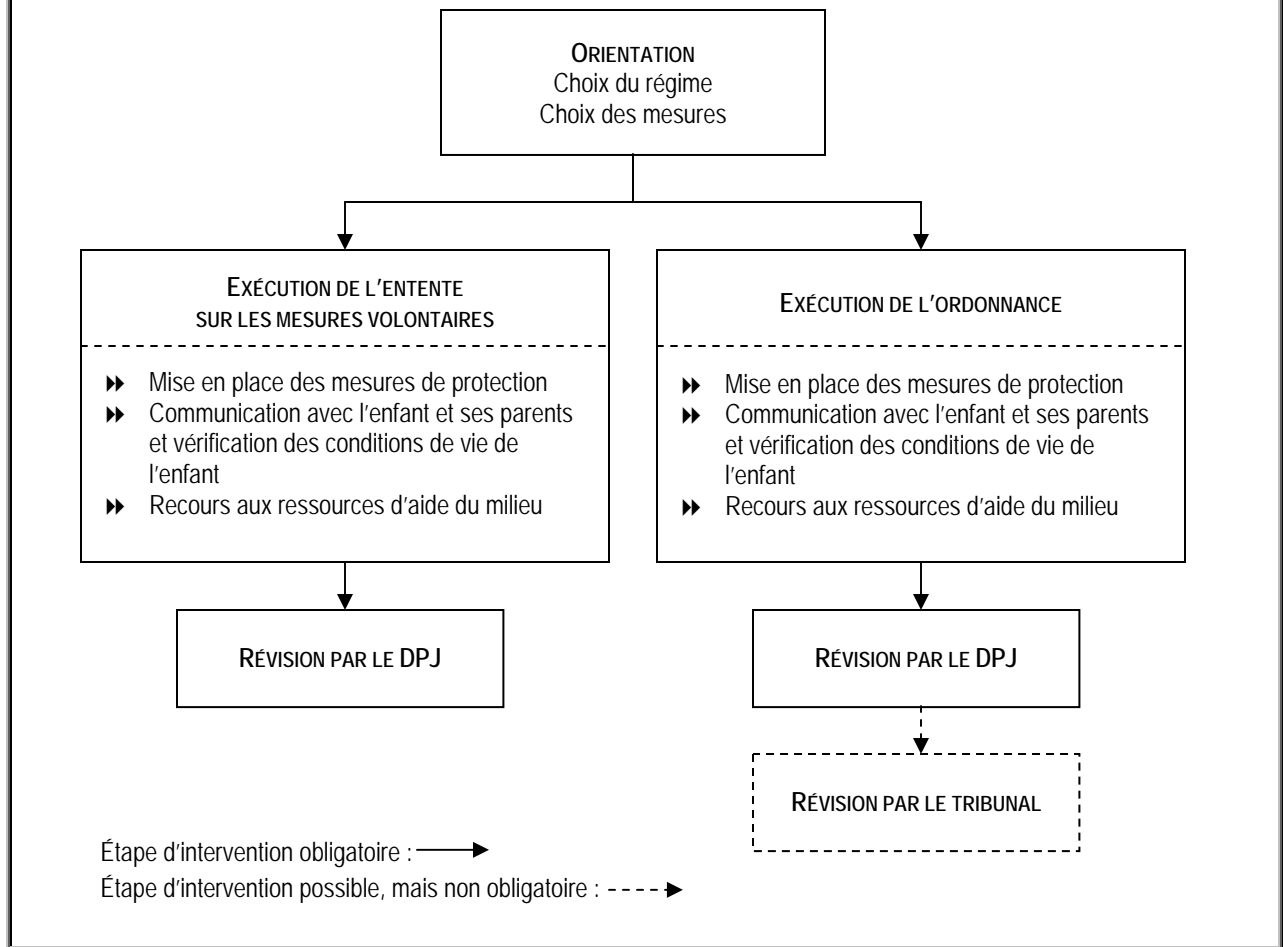 ORIENTATION
Choix du régime
Choix des mesures
EXÉCUTION DE L'ENTENTE
SUR LES MESURES VOLONTAIRES
Mise en place des mesures de protection
Communication avec l'enfant et ses parents
et vérification des conditions de vie de
l'enfant
Recours aux ressources d'aide du milieu
EXÉCUTION DE L'ORDONNANCE
Mise en place des mesures de protection
Communication avec l'enfant et ses parents
et vérification des conditions de vie de
l'enfant
Recours aux ressources d'aide du milieu
RÉVISION PAR LE DPJ
RÉVISION PAR LE DPJ
RÉVISION PAR LE TRIBUNAL
Étape d'intervention obligatoire :
Étape d'intervention possible, mais non obligatoire :